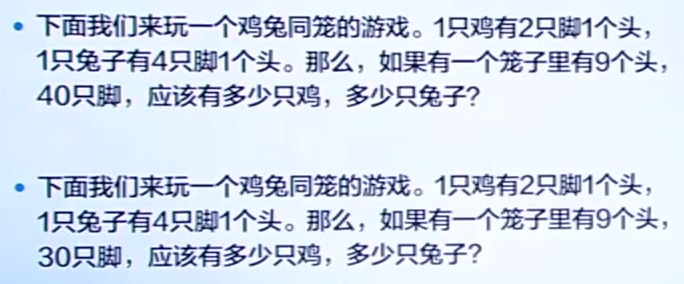 • 下面我们来玩一个鸡兔同笼的游戏。1只鸡有2只脚1个头，
1只兔子有4只脚1个头。那么，如果有一个笼子里有9个头，
40只脚，应该有多少只鸡，多少只兔子？
• 下面我们来玩一个鸡兔同笼的游戏。1只鸡有2只脚1个头，
1只兔子有4只脚1个头。那么，如果有一个笼子里有9个头，
30只脚，应该有多少只鸡，多少只兔子？